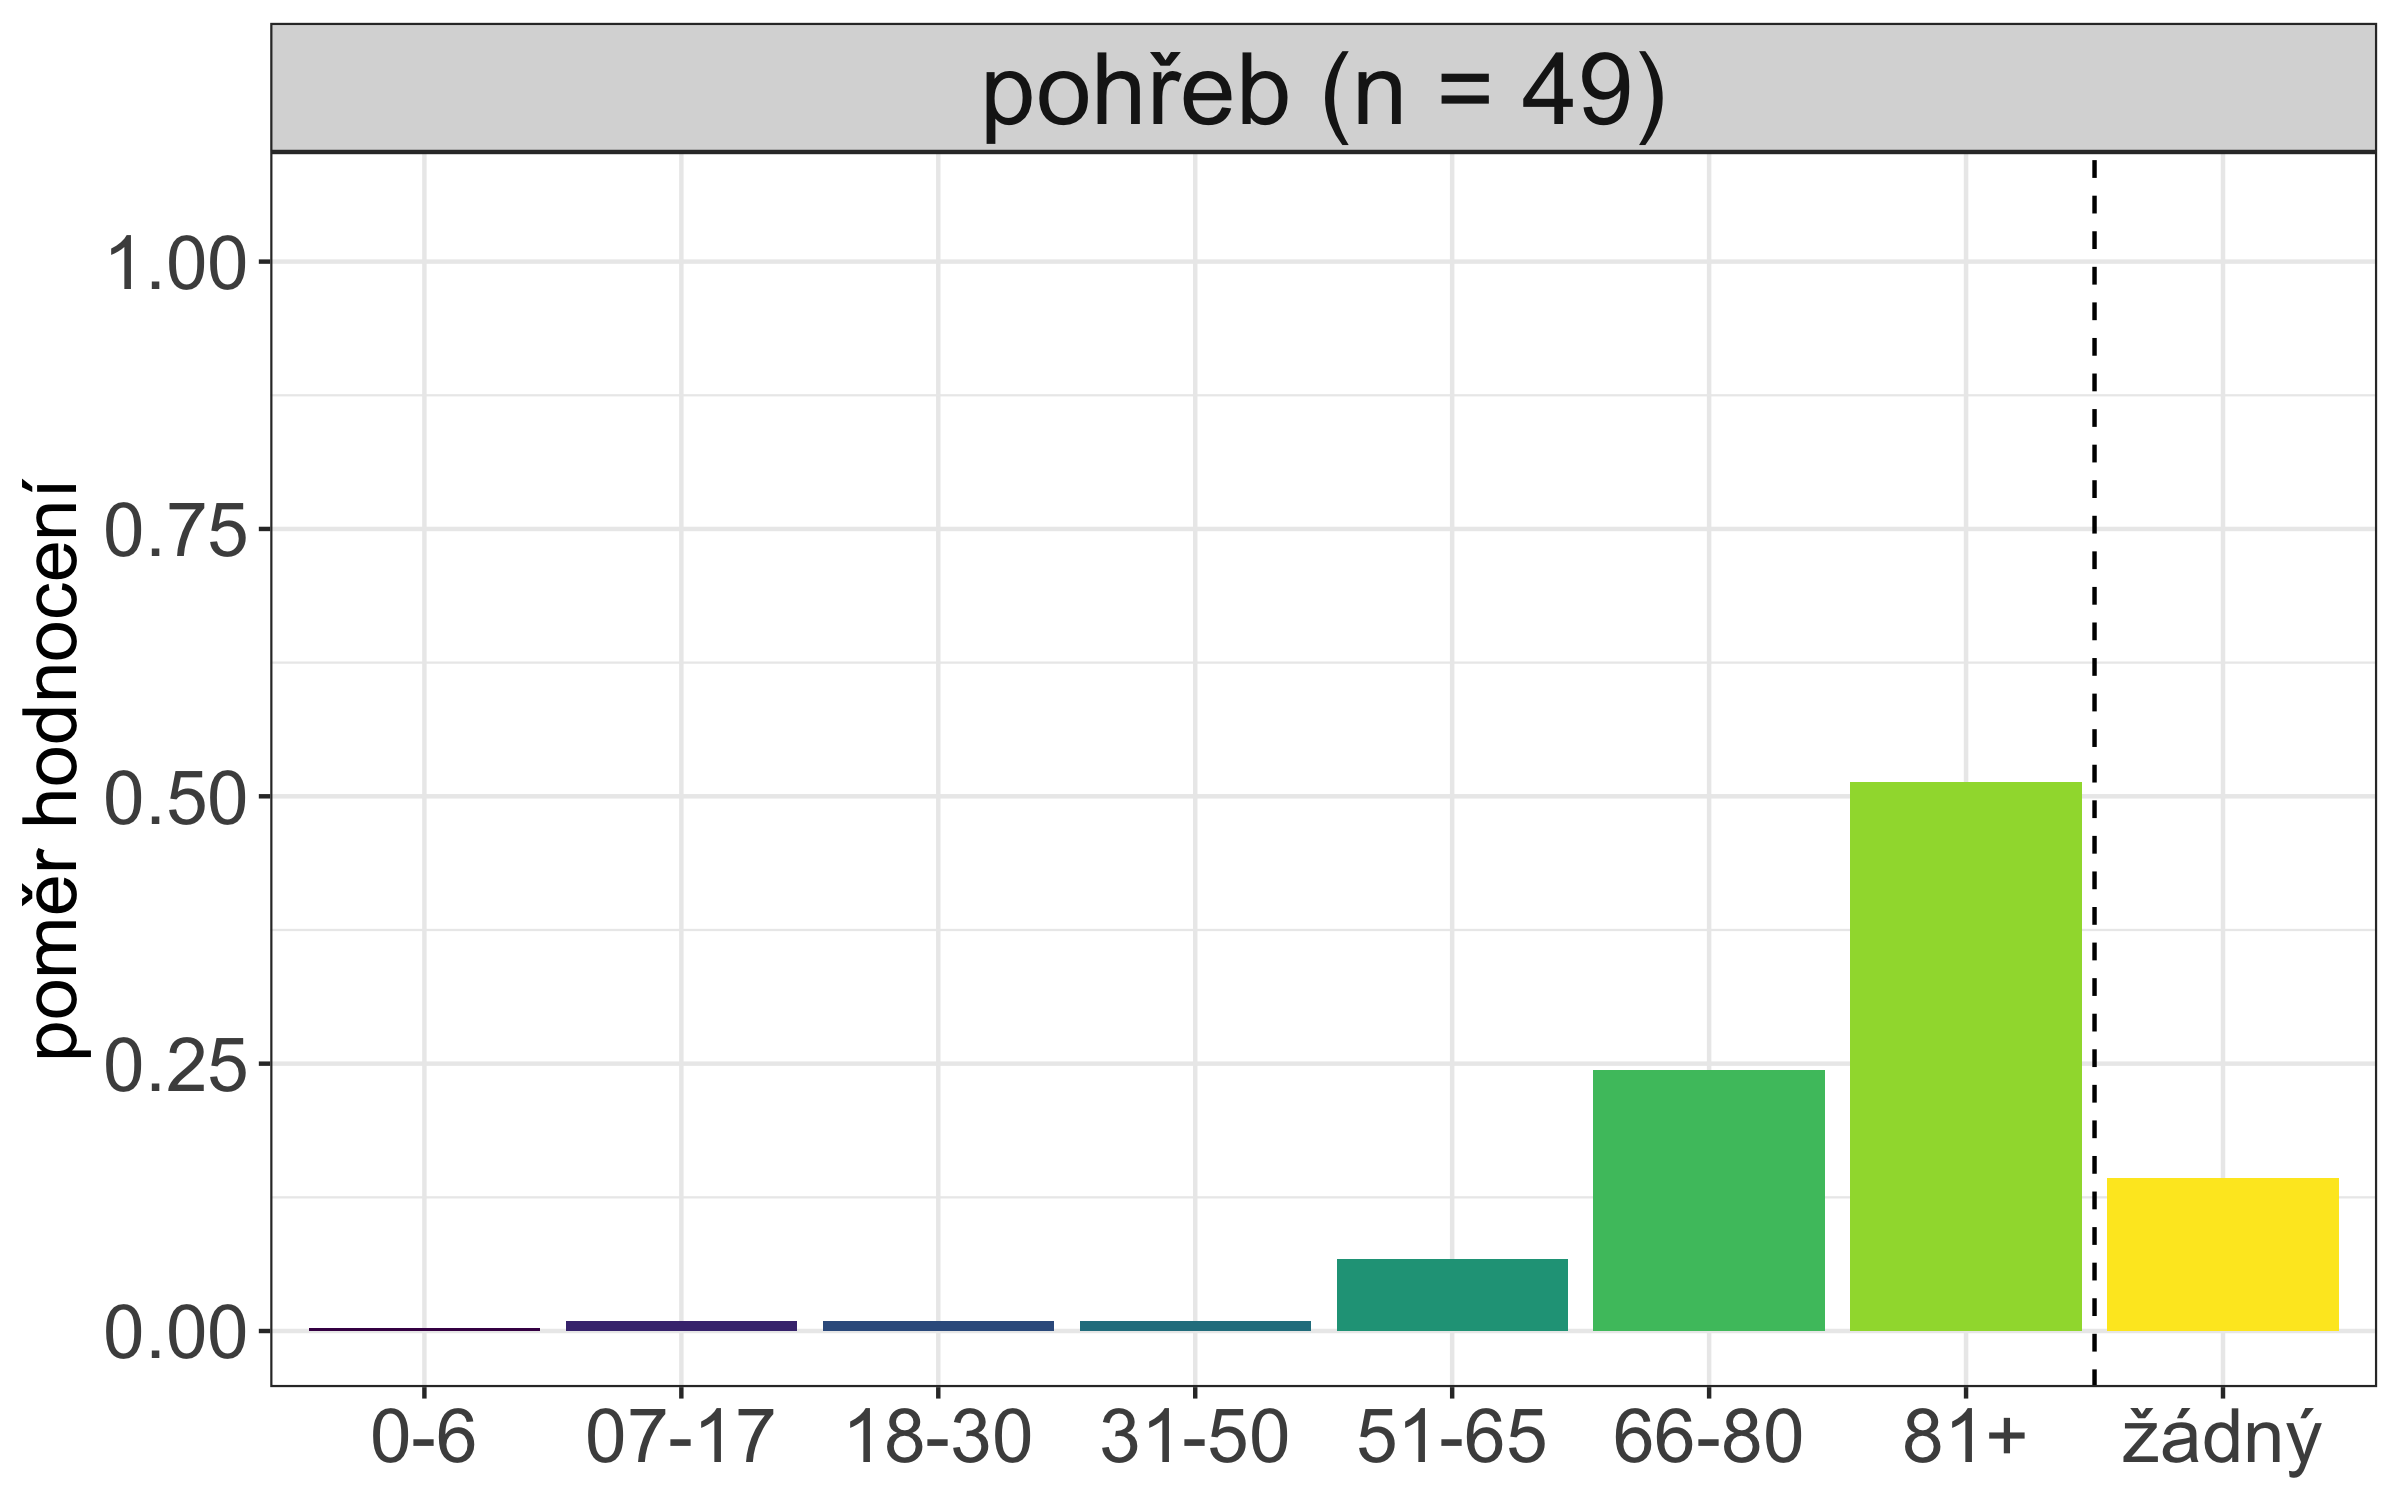 pohřeb (n = 49)
poměr hodnocení
1.00
0.75
0.50
0.25
0.00
0-6 07-17 18-30 31-50 51-65 66-80 81+ žádný